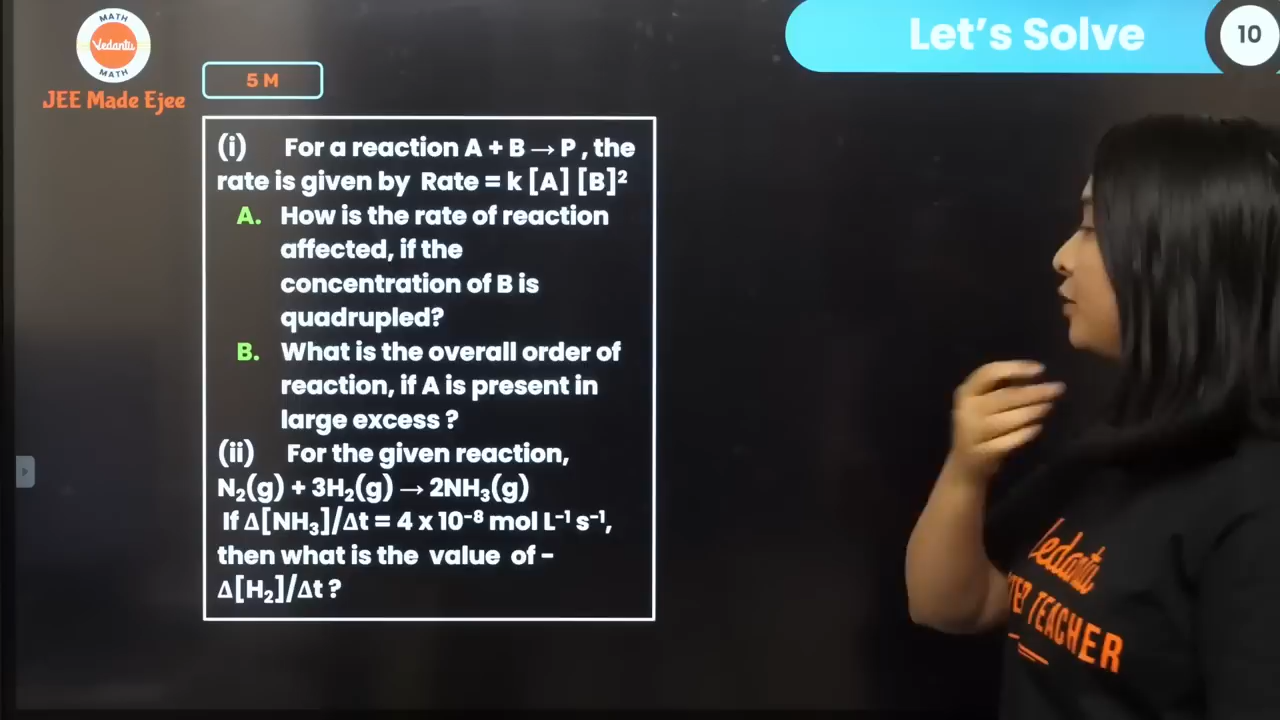 MATH
Vedantu
MATH
JEE Made Ejee
5 M
Let's Solve
10
(i) For a reaction A + B → P , the
rate is given by Rate = k [A] [B]²
A. How is the rate of reaction
affected, if the
concentration of B is
quadrupled?
B. What is the overall order of
reaction, if A is present in
large excess ?
(ii) For the given reaction,
N₂(g) + 3H₂(g) → 2NH₃(g)
If Δ[NH₃]/Δt = 4 x 10⁻⁸ mol L⁻¹ s⁻¹,
then what is the value of –
Δ[H₂]/Δt ?
Vedantu
TEACHER